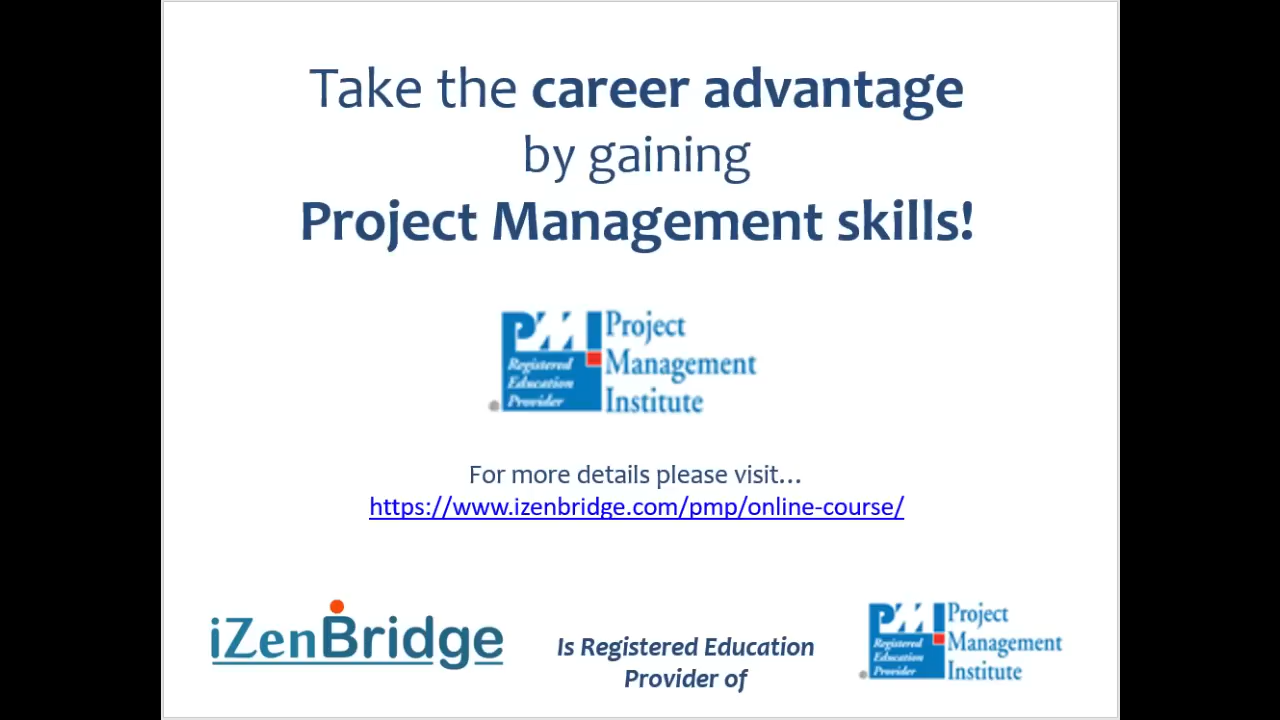 Take the career advantage
by gaining
Project Management skills!
PMI Project
Management
Institute
Registered
Education
Provider
For more details please visit...
https://www.izenbridge.com/pmp/online-course/
iZenBridge
Is Registered Education
Provider of
PMI Project
Management
Institute
Registered
Education
Provider